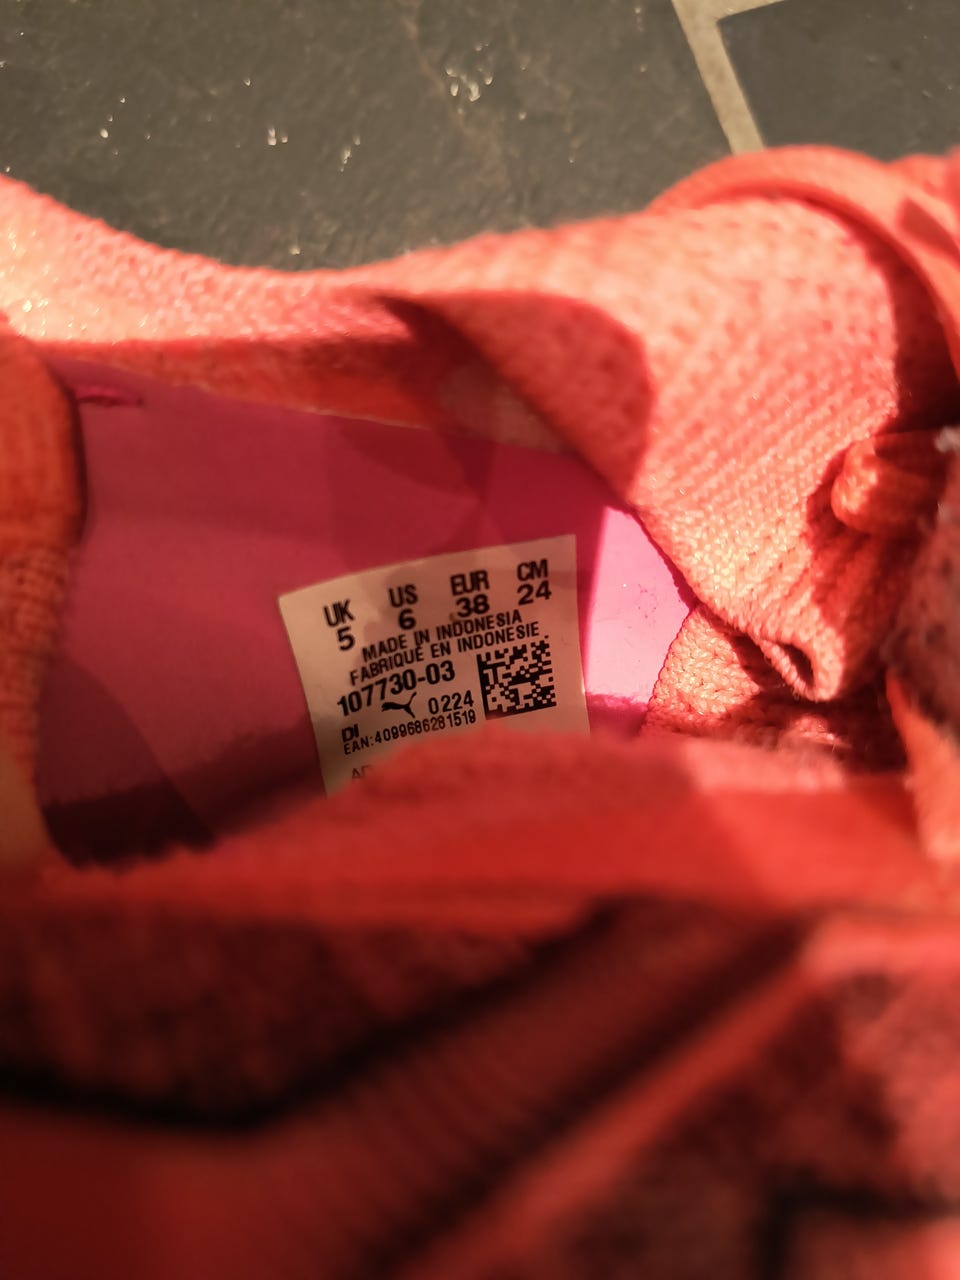 UK US EUR CM
5 6 38 24
MADE IN INDONESIA
FABRIQUÉ EN INDONESIE
107730-03
0224
DI
EAN:4099686281519